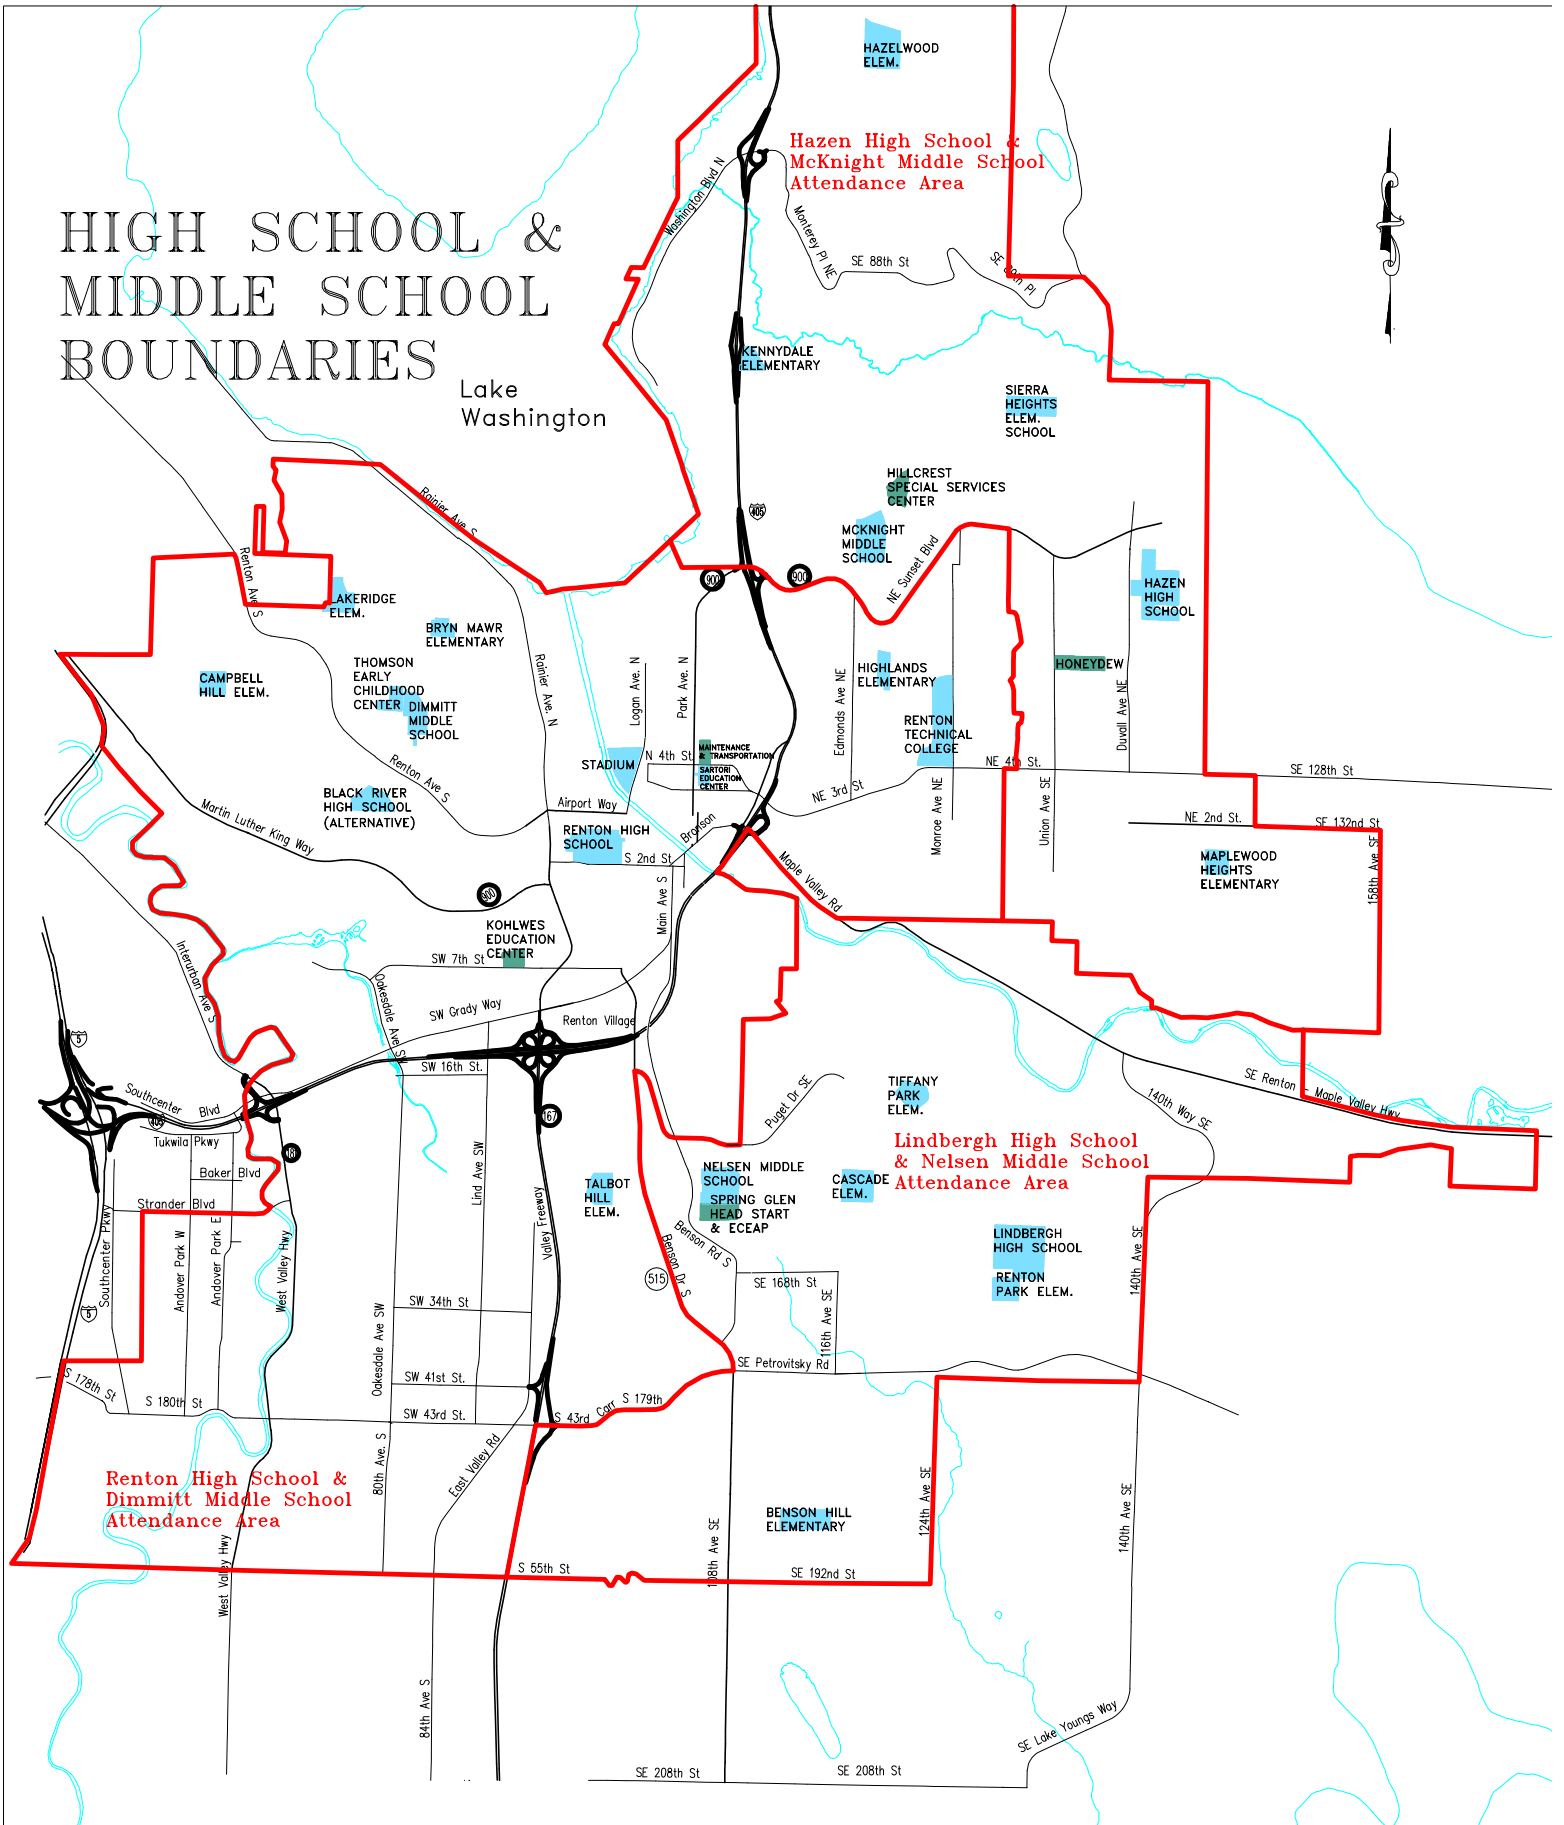 HAZELWOOD
ELEM.
Hazen High School &
McKnight Middle School
Attendance Area
HIGH SCHOOL &
MIDDLE SCHOOL
BOUNDARIES
Lake
Washington
Washington Blvd N
Monterey Pl NE
SE 88th St
SE 89th Pl
KENNYDALE
ELEMENTARY
SIERRA
HEIGHTS
ELEM.
SCHOOL
HILLCREST
SPECIAL SERVICES
CENTER
405
MCKNIGHT
MIDDLE
SCHOOL
NE Sunset Blvd
Rainier Ave S
Renton Ave S
900
900
HAZEN
HIGH
SCHOOL
LAKERIDGE
ELEM.
BRYN MAWR
ELEMENTARY
CAMPBELL
HILL ELEM.
THOMSON
EARLY
CHILDHOOD
CENTER
DIMMITT
MIDDLE
SCHOOL
Rainier Ave. N
Logan Ave. N
Park Ave. N
Edmonds Ave NE
HIGHLANDS
ELEMENTARY
HONEYDEW
Duvall Ave NE
RENTON
TECHNICAL
COLLEGE
STADIUM
N 4th St.
MAINTENANCE
& TRANSPORTATION
SARTORI
EDUCATION
CENTER
NE 4th St.
SE 128th St
Renton Ave S
BLACK RIVER
HIGH SCHOOL
(ALTERNATIVE)
Airport Way
NE 3rd St
Monroe Ave NE
Union Ave SE
NE 2nd St.
SE 132nd St
Martin Luther King Way
RENTON HIGH
SCHOOL
Bronson
S 2nd St
Maple Valley Rd
MAPLEWOOD
HEIGHTS
ELEMENTARY
158th Ave SE
900
Main Ave S
KOHLWES
EDUCATION
CENTER
SW 7th St
Interurban Ave S
Oakesdale Ave SW
SW Grady Way
Renton Village
5
SW 16th St.
Puget Dr SE
TIFFANY
PARK
ELEM.
SE Renton - Maple Valley Hwy
140th Way SE
Southcenter Blvd
405
Tukwila Pkwy
181
167
Lindbergh High School
& Nelsen Middle School
Attendance Area
Baker Blvd
Strander Blvd
Lind Ave SW
Valley Freeway
TALBOT
HILL
ELEM.
NELSEN MIDDLE
SCHOOL
SPRING GLEN
HEAD START
& ECEAP
CASCADE
ELEM.
Southcenter Pkwy
Andover Park W
Andover Park E
West Valley Hwy
Benson Rd S
Benson Dr S
515
LINDBERGH
HIGH SCHOOL
RENTON
PARK ELEM.
140th Ave SE
SE 168th St
116th Ave SE
5
SW 34th St
Oakesdale Ave SW
SE Petrovitsky Rd
S 178th St
S 180th St
SW 41st St.
SW 43rd St.
S 43rd
Carr
S 179th
80th Ave. S
East Valley Rd
Renton High School &
Dimmitt Middle School
Attendance Area
BENSON HILL
ELEMENTARY
124th Ave SE
140th Ave SE
108th Ave SE
West Valley Hwy
S 55th St
SE 192nd St
84th Ave S
SE Lake Youngs Way
SE 208th St
SE 208th St